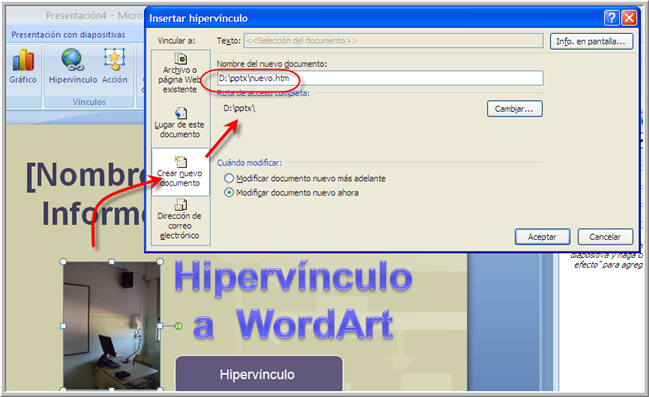 Presentación4 - Micro
Insertar hipervínculo
Presentación con diapositivas
Vincular a:
Texto: <<Selección del documento>>
Info. en pantalla...
Archivo o
página Web
existente
Nombre del nuevo documento:
D:\pptx\nuevo.htm
Gráfico
Hipervínculo
Acción
Ruta de acceso completa:
D:\pptx\
Cambiar...
Vínculos
Lugar de este
documento
Crear nuevo
documento
Cuándo modificar:
Modificar documento nuevo más adelante
Modificar documento nuevo ahora
Dirección de
correo
electrónico
Aceptar
Cancelar
[Nombre
Informe
diapositiva y haga c
efecto" para agreg
Hipervínculo
a WordArt
Hipervínculo